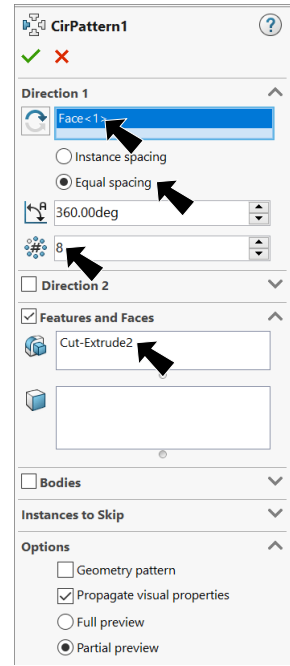 CirPattern1
?
Direction 1
Face<1>
Instance spacing
Equal spacing
A
360.00deg
#
8
Direction 2
Features and Faces
Cut-Extrude2
Bodies
Instances to Skip
Options
Geometry pattern
Propagate visual properties
Full preview
Partial preview